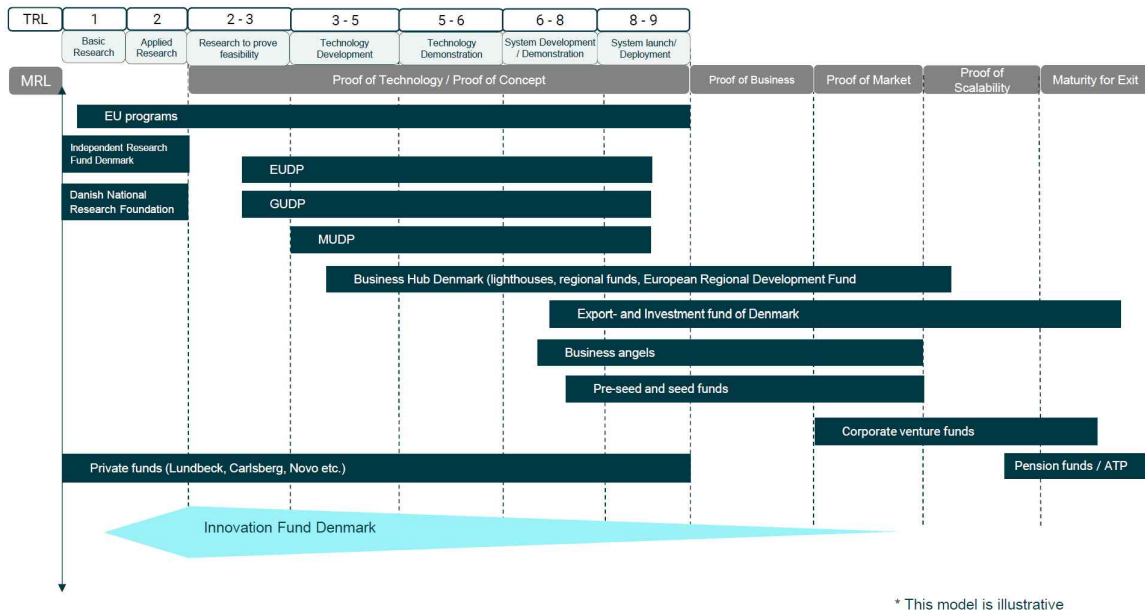 TRL
1
2
2 - 3
3 - 5
5 - 6
6 - 8
8 - 9
Basic
Research
Applied
Research
Research to prove
feasibility
Technology
Development
Technology
Demonstration
System Development
/ Demonstration
System launch/
Deployment
MRL
Proof of Technology / Proof of Concept
Proof of Business
Proof of Market
Proof of
Scalability
Maturity for Exit
EU programs
Independent Research
Fund Denmark
EUDP
Danish National
Research Foundation
GUDP
MUDP
Business Hub Denmark (lighthouses, regional funds, European Regional Development Fund
Export- and Investment fund of Denmark
Business angels
Pre-seed and seed funds
Corporate venture funds
Private funds (Lundbeck, Carlsberg, Novo etc.)
Pension funds / ATP
Innovation Fund Denmark
* This model is illustrative